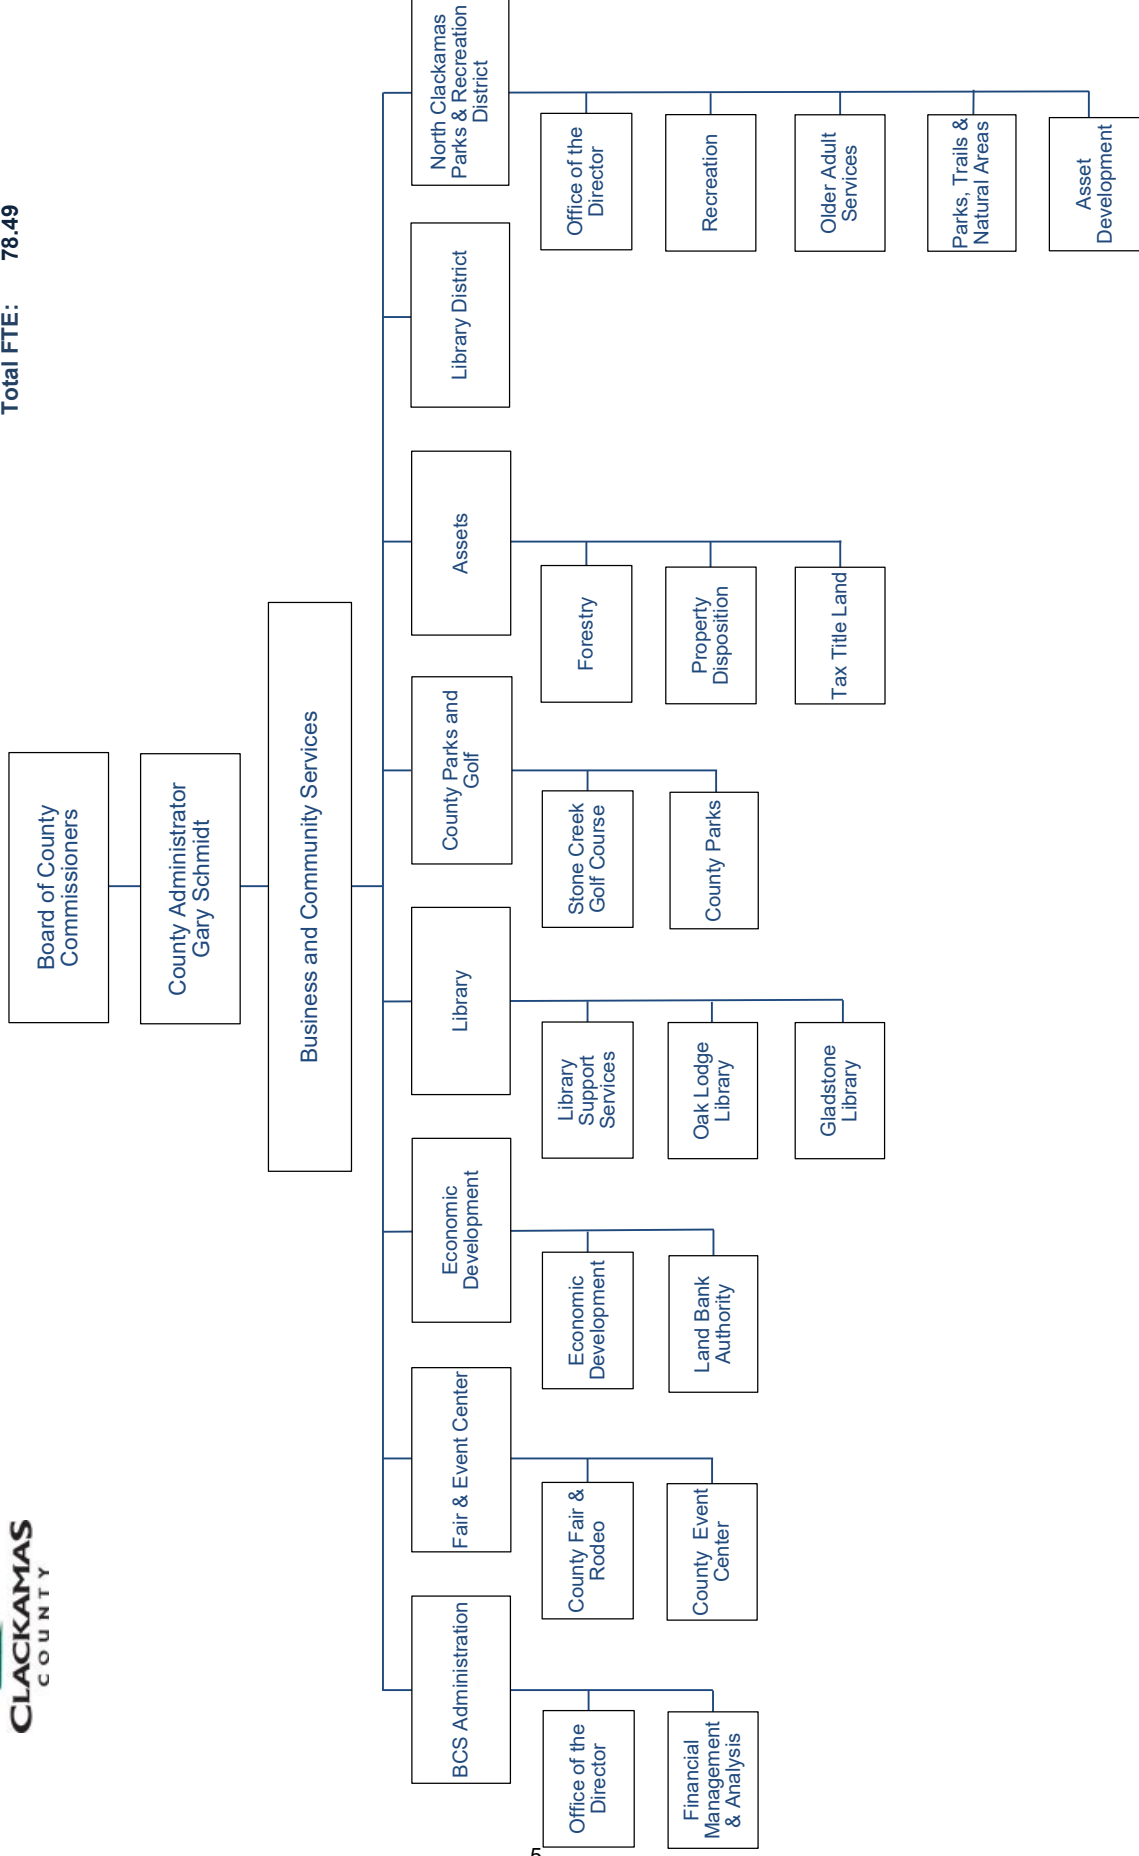 CLACKAMAS
COUNTY
Total FTE: 78.49
Board of County
Commissioners
County Administrator
Gary Schmidt
Business and Community Services
BCS Administration
Office of the
Director
Financial
Management
& Analysis
Fair & Event Center
County Fair &
Rodeo
County Event
Center
Economic
Development
Economic
Development
Land Bank
Authority
Library
Library
Support
Services
Oak Lodge
Library
Gladstone
Library
County Parks and
Golf
Stone Creek
Golf Course
County Parks
Assets
Forestry
Property
Disposition
Tax Title Land
Library District
North Clackamas
Parks & Recreation
District
Office of the
Director
Recreation
Older Adult
Services
Parks, Trails &
Natural Areas
Asset
Development
5